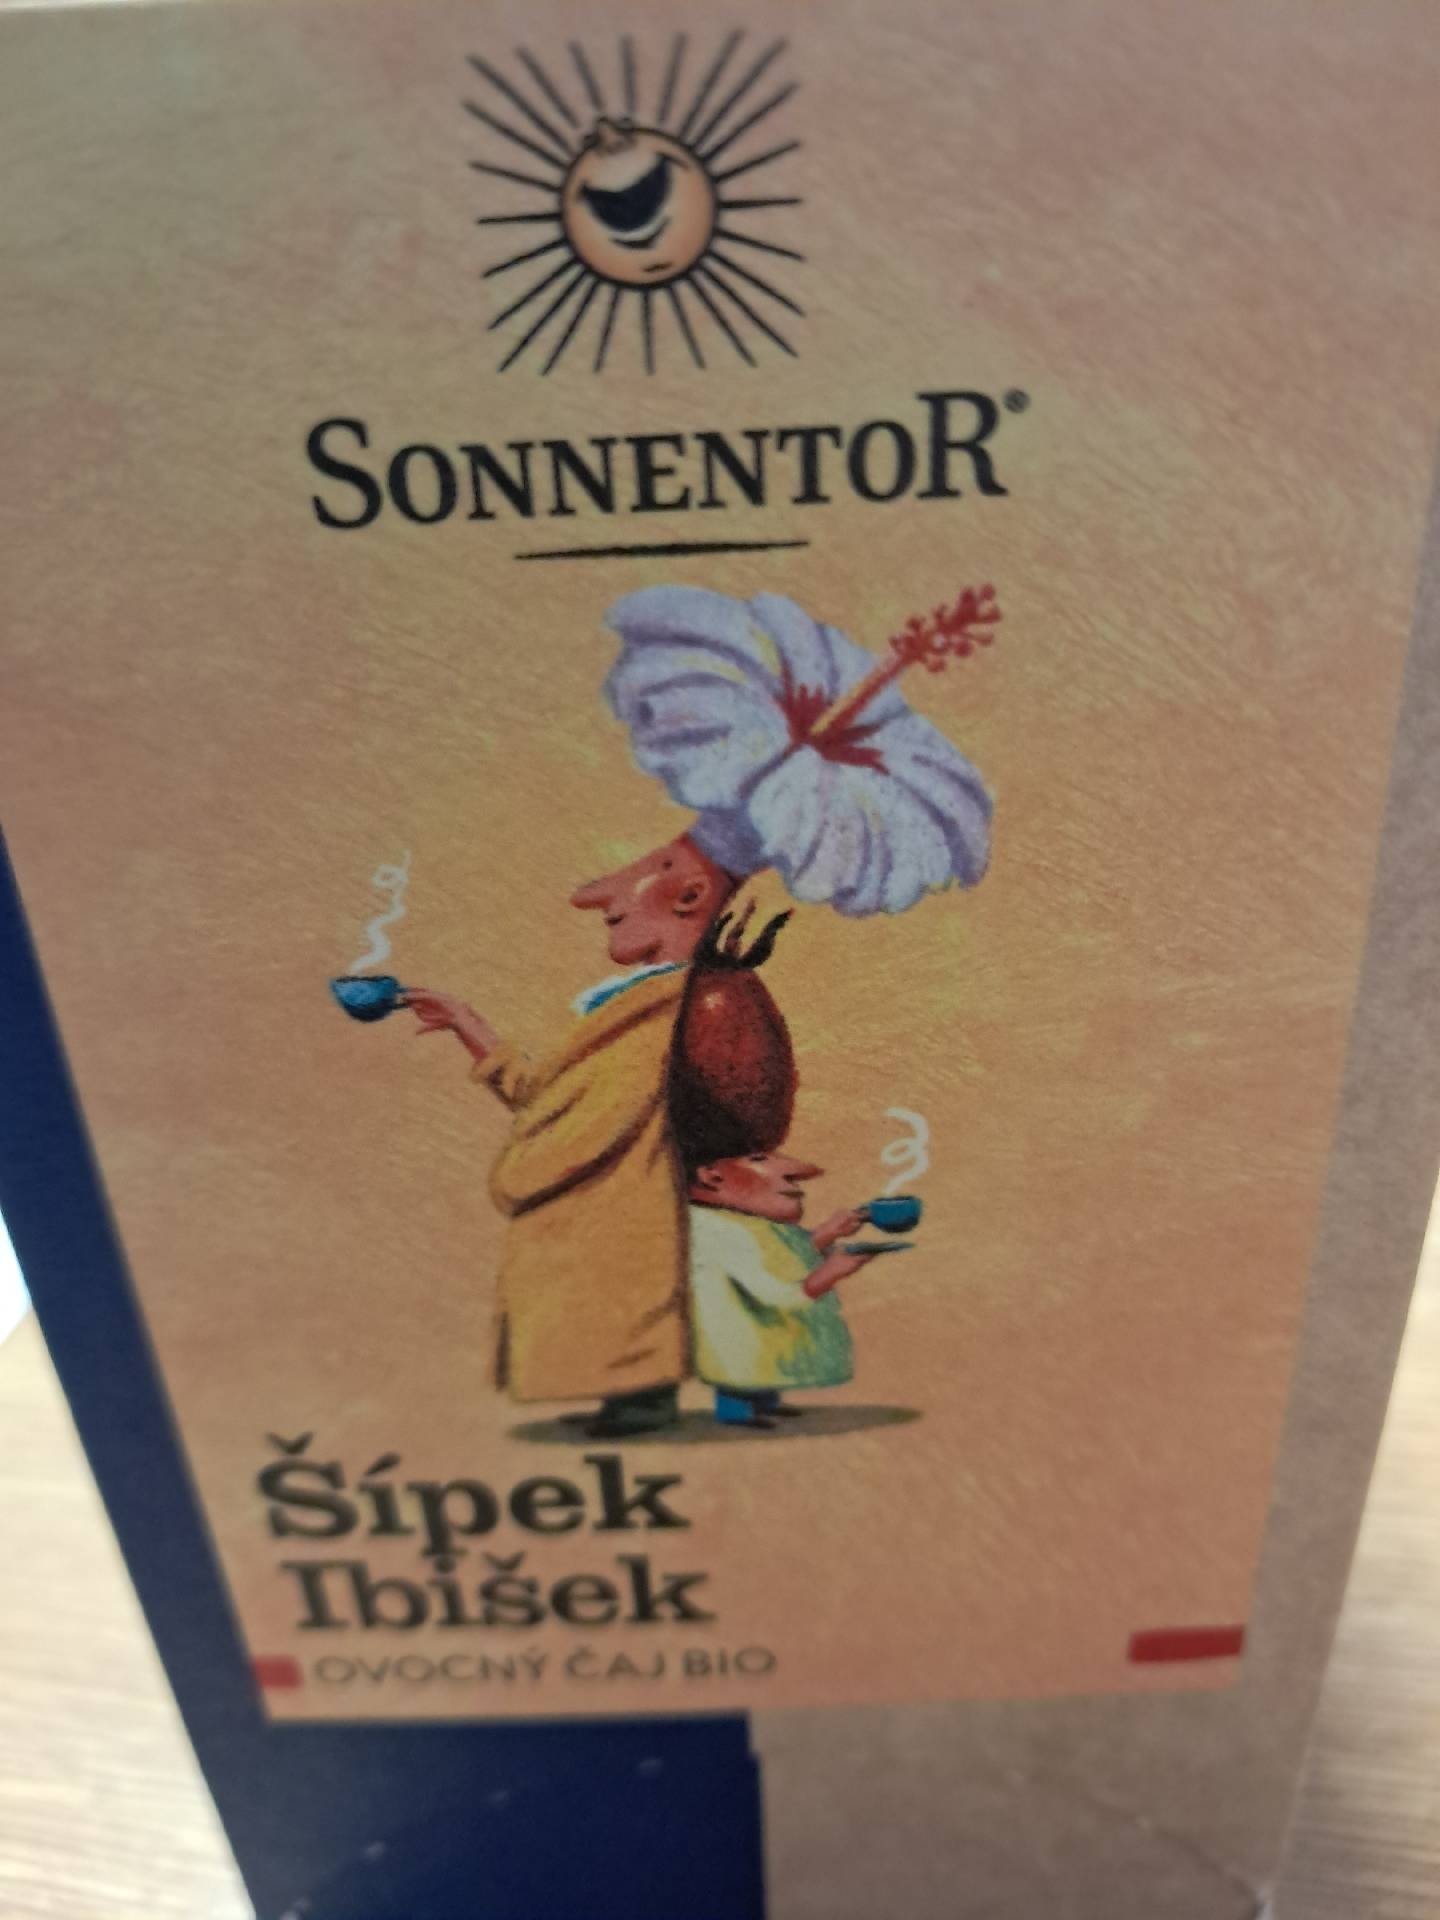 SONNENTOR®
Šípek
Ibišek
OVOCNÝ ČAJ BIO